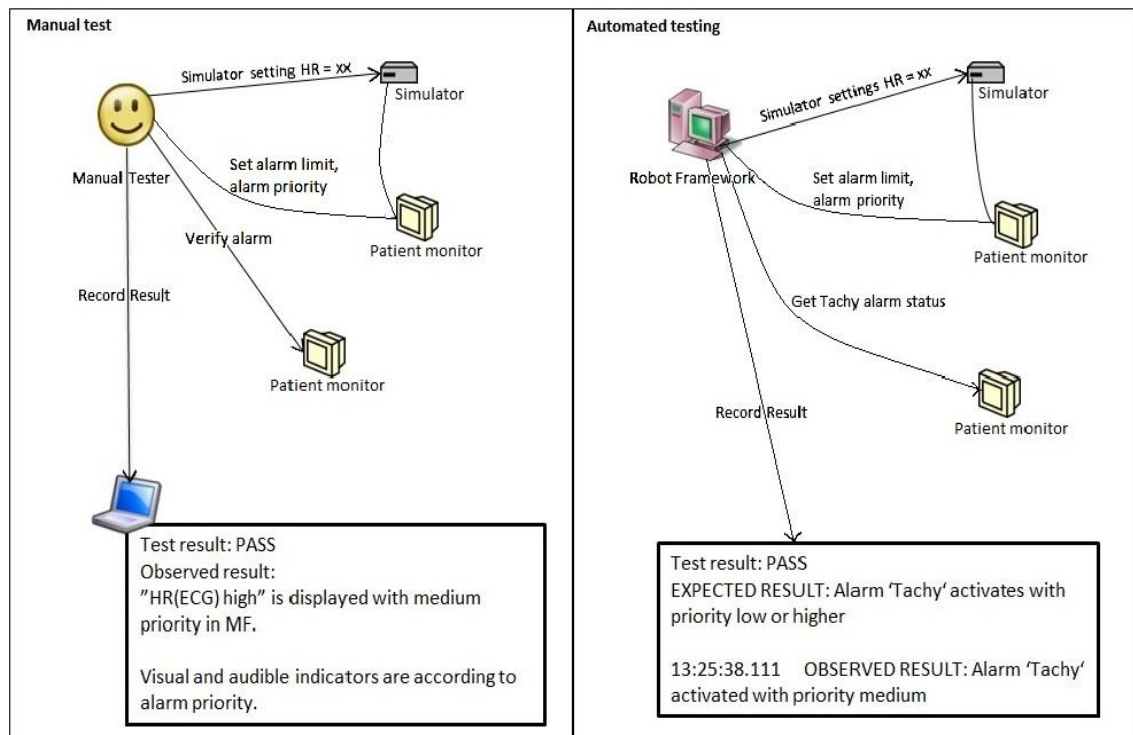 Manual test
Simulator setting HR = xx
Simulator
Manual Tester
Set alarm limit,
alarm priority
Verify alarm
Patient monitor
Record Result
Patient monitor
Test result: PASS
Observed result:
”HR(ECG) high” is displayed with medium
priority in MF.
Visual and audible indicators are according to
alarm priority.
Automated testing
Simulator settings HR = xx
Simulator
Robot Framework
Set alarm limit,
alarm priority
Patient monitor
Get Tachy alarm status
Record Result
Patient monitor
Test result: PASS
EXPECTED RESULT: Alarm ‘Tachy‘ activates with
priority low or higher
13:25:38.111 OBSERVED RESULT: Alarm ‘Tachy‘
activated with priority medium